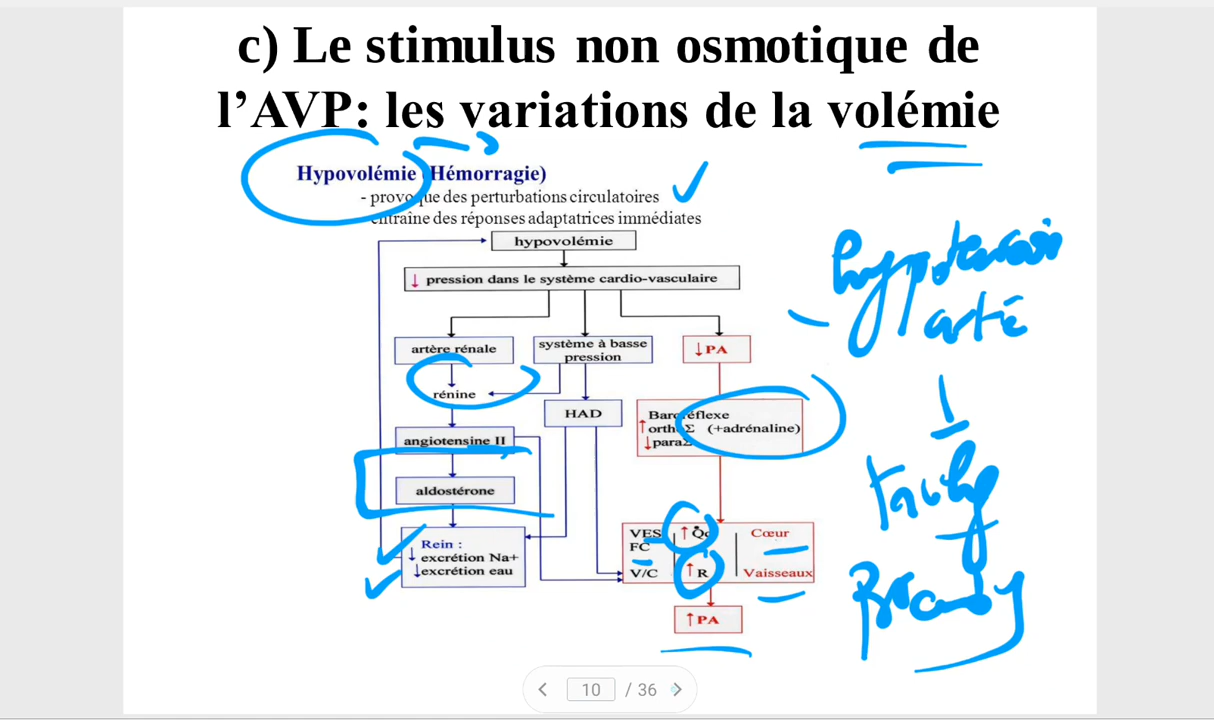 c) Le stimulus non osmotique de
l'AVP: les variations de la volémie
Hypovolémie (Hémorragie)
- provoque des perturbations circulatoires
entraîne des réponses adaptatrices immédiates
hypovolémie
↓ pression dans le système cardio-vasculaire
artère rénale
système à basse
pression
↓PA
rénine
HAD
Baroréflexe
↑orthoΣ (+adrénaline)
↓paraΣ
angiotensine II
aldostérone
Rein :
↓ excrétion Na+
↓excrétion eau
VES
FC
V/C
↑Qc
↑R
Cœur
Vaisseaux
↑PA
hypotension
1
tachy
10
/ 36